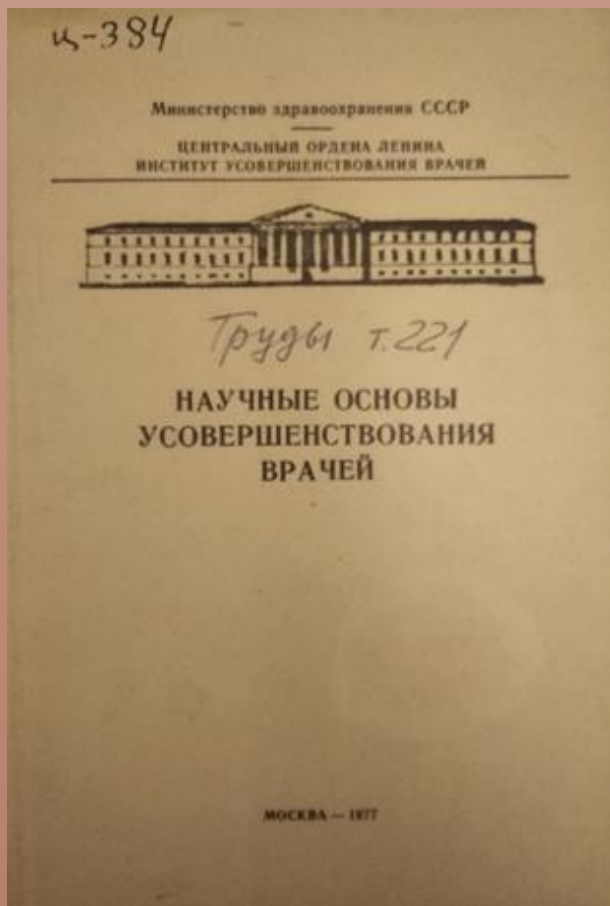 ц-384
Министерство здравоохранения СССР
ЦЕНТРАЛЬНЫЙ ОРДЕНА ЛЕНИНА
ИНСТИТУТ УСОВЕРШЕНСТВОВАНИЯ ВРАЧЕЙ
Труды т.221
НАУЧНЫЕ ОСНОВЫ
УСОВЕРШЕНСТВОВАНИЯ
ВРАЧЕЙ
МОСКВА — 1977